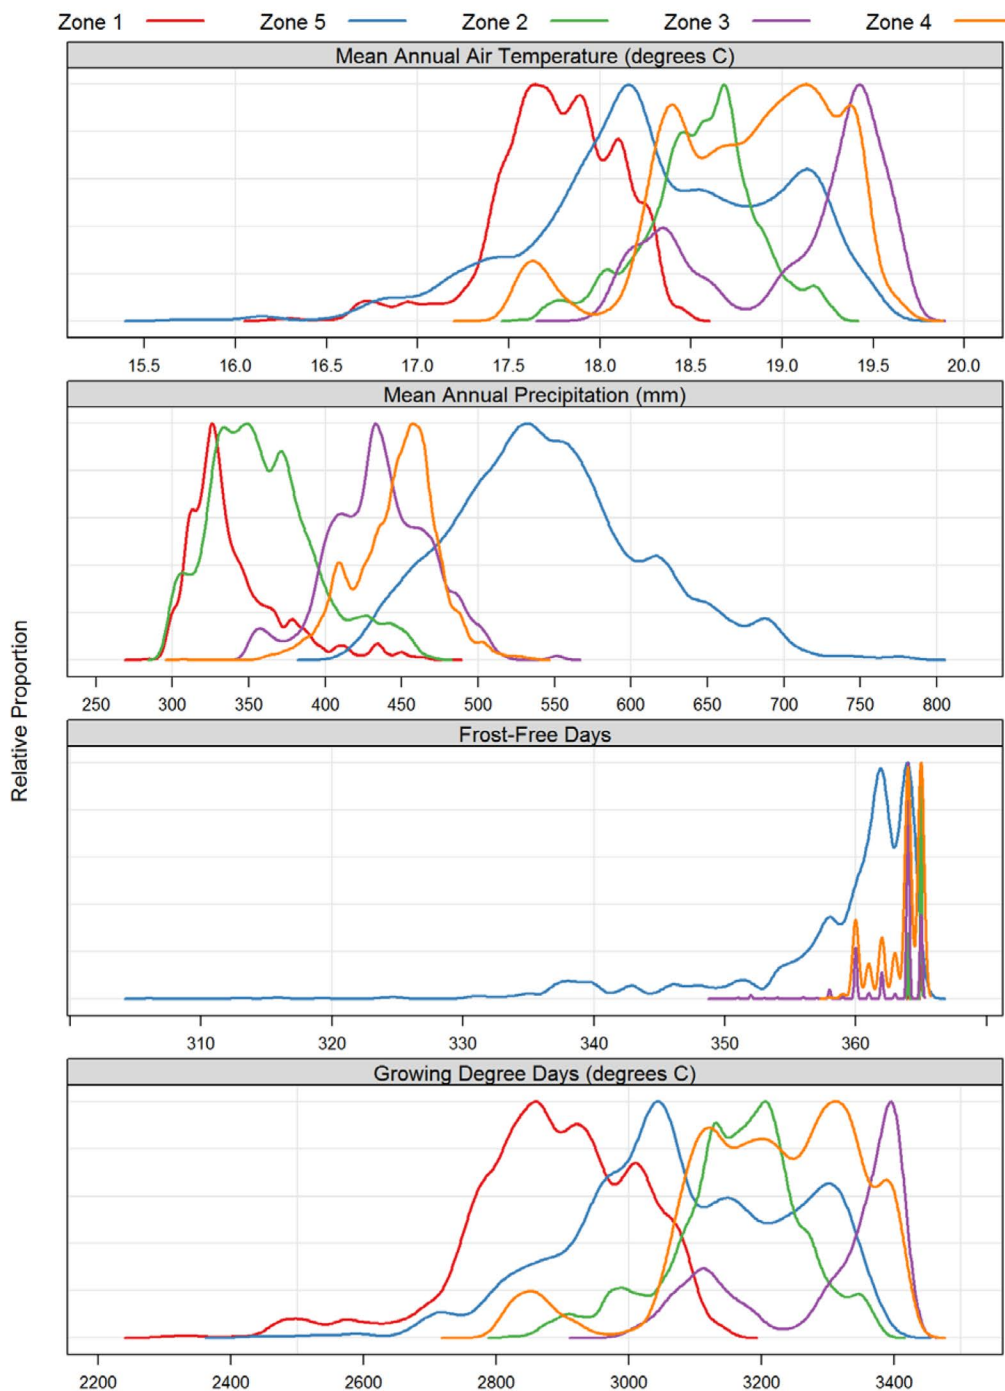 Zone 1 Zone 5 Zone 2 Zone 3 Zone 4
Mean Annual Air Temperature (degrees C)
15.5 16.0 16.5 17.0 17.5 18.0 18.5 19.0 19.5 20.0
Mean Annual Precipitation (mm)
250 300 350 400 450 500 550 600 650 700 750 800
Relative Proportion
Frost-Free Days
310 320 330 340 350 360
Growing Degree Days (degrees C)
2200 2400 2600 2800 3000 3200 3400